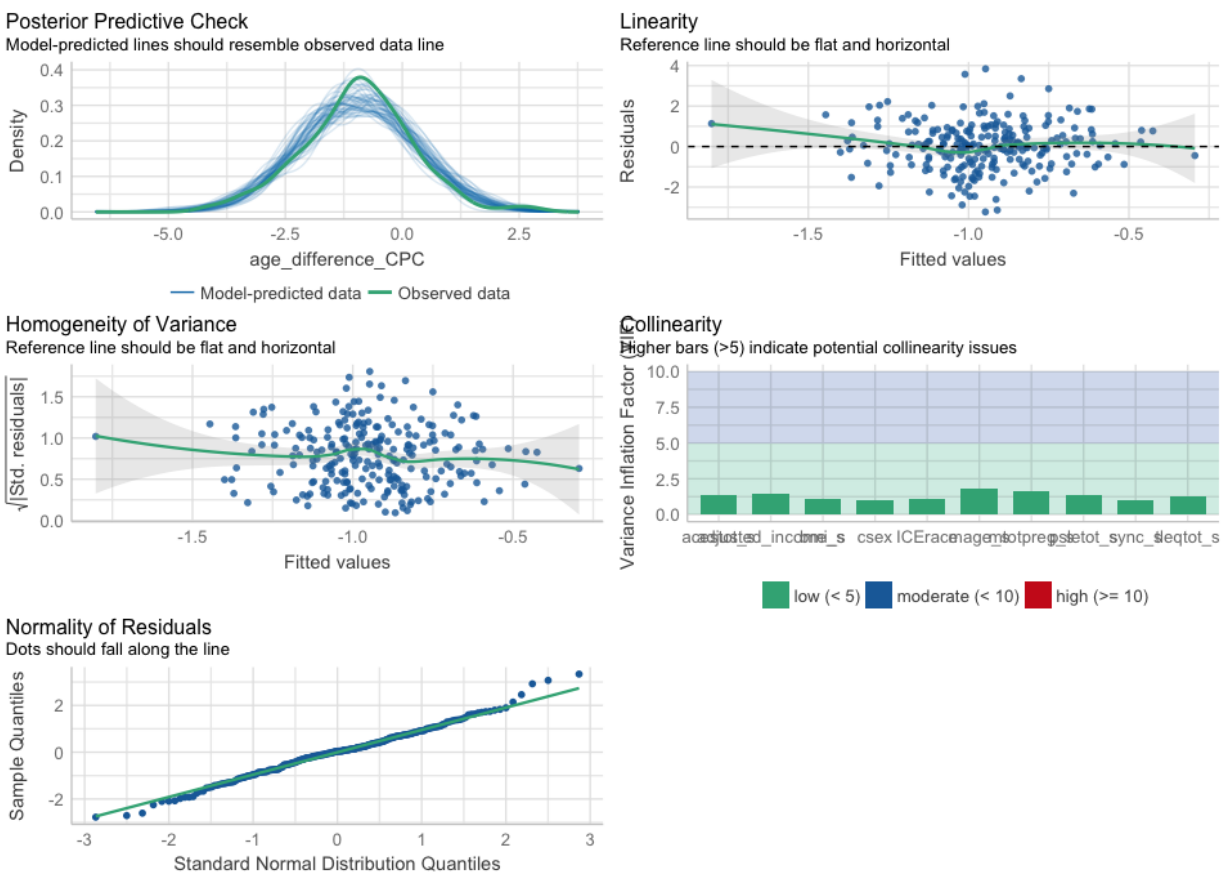 Posterior Predictive Check
Model-predicted lines should resemble observed data line
0.4
0.3
0.2
0.1
0.0
Density
-5.0 -2.5 0.0 2.5
age_difference_CPC
Model-predicted data Observed data
Linearity
Reference line should be flat and horizontal
4
2
0
-2
Residuals
-1.5 -1.0 -0.5
Fitted values
Homogeneity of Variance
Reference line should be flat and horizontal
1.5
1.0
0.5
0.0
√|Std. residuals|
-1.5 -1.0 -0.5
Fitted values
Collinearity
Higher bars (>5) indicate potential collinearity issues
10.0
7.5
5.0
2.5
0.0
Variance Inflation Factor (VIF)
csex ICErace sync_s
low (< 5) moderate (< 10) high (>= 10)
Normality of Residuals
Dots should fall along the line
2
0
-2
Sample Quantiles
-3 -2 -1 0 1 2 3
Standard Normal Distribution Quantiles